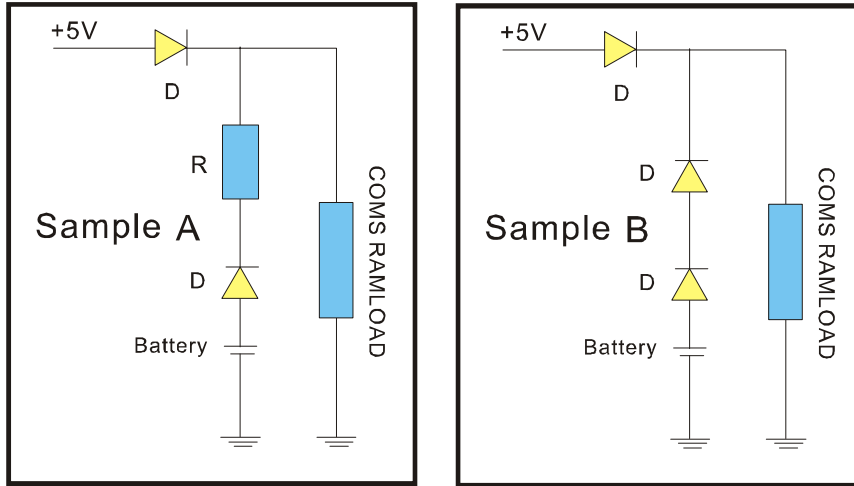 +5V
D
R
Sample A
D
Battery
COMS RAMLOAD
+5V
D
D
Sample B
D
Battery
COMS RAMLOAD